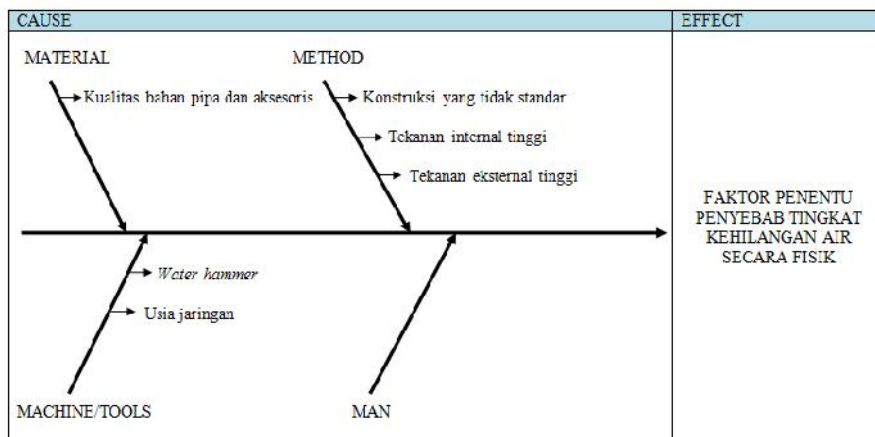 CAUSE
EFFECT
MATERIAL
METHOD
Kualitas bahan pipa dan aksesoris
Konstruksi yang tidak standar
Tekanan internal tinggi
Tekanan eksternal tinggi
FAKTOR PENENTU
PENYEBAB TINGKAT
KEHILANGAN AIR
SECARA FISIK
Water hammer
Usia jaringan
MACHINE/TOOLS
MAN